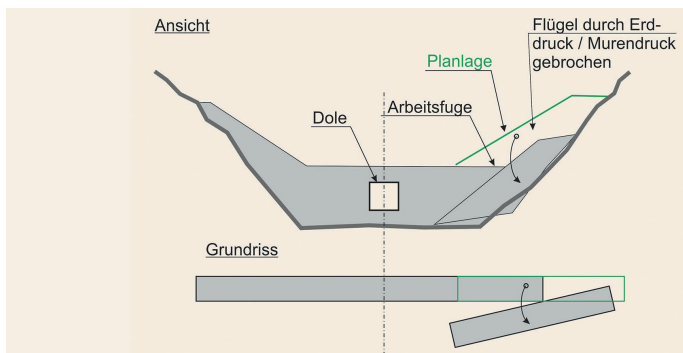 Ansicht
Flügel durch Erd-
druck / Murendruck
gebrochen
Planlage
Arbeitsfuge
Dole
Grundriss